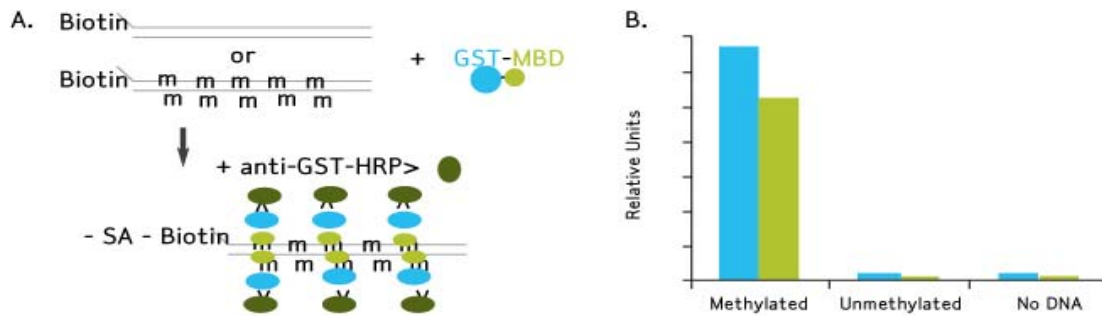 A.
Biotin
or
Biotin
m m m m m
m m m m m
+ GST-MBD
+ anti-GST-HRP>
- SA - Biotin
m m m m m
m m m m m
B.
Relative Units
Methylated Unmethylated No DNA